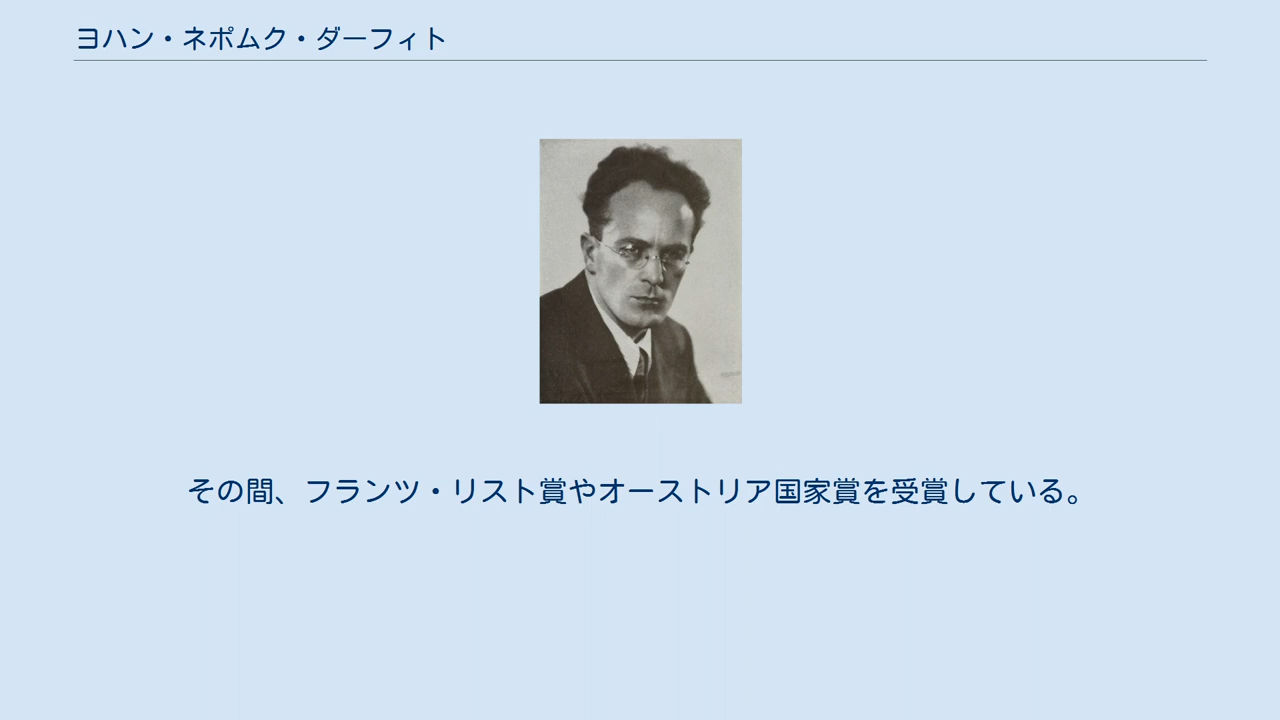 ヨハン・ネポムク・ダーフィト
その間、フランツ・リスト賞やオーストリア国家賞を受賞している。